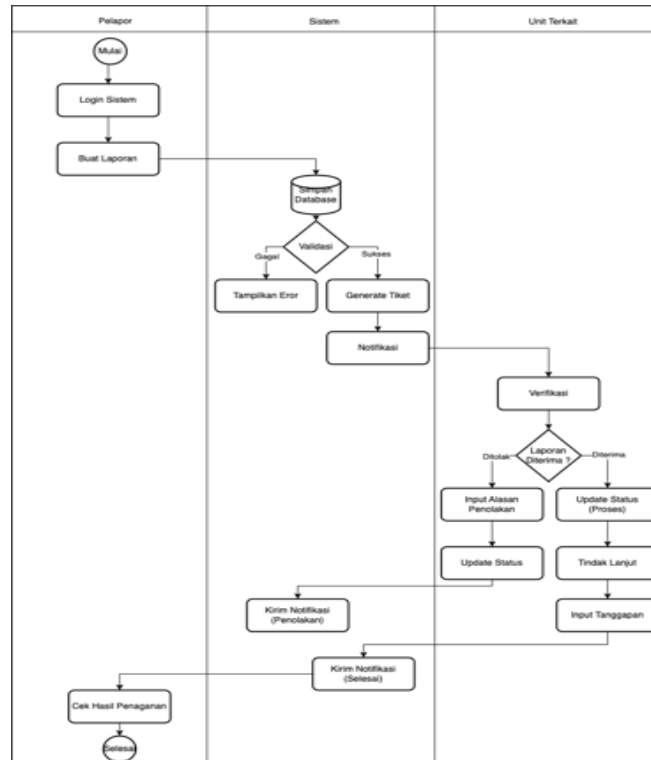 Pelapor
Sistem
Unit Terkait
Mulai
Login Sistem
Buat Laporan
Simpan
Database
Validasi
Gagal
Sukses
Tampilkan Eror
Generate Tiket
Notifikasi
Verifikasi
Laporan
Diterima ?
Ditolak
Diterima
Input Alasan
Penolakan
Update Status
(Proses)
Update Status
Tindak Lanjut
Kirim Notifikasi
(Penolakan)
Input Tanggapan
Kirim Notifikasi
(Selesai)
Cek Hasil Penaganan
Selesai